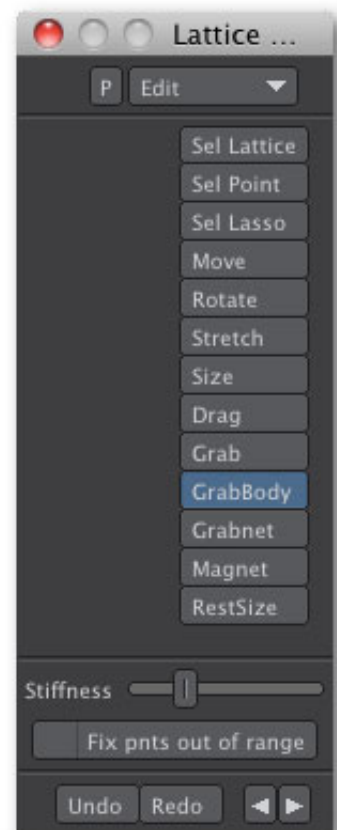 Lattice ...
P Edit
Sel Lattice
Sel Point
Sel Lasso
Move
Rotate
Stretch
Size
Drag
Grab
GrabBody
Grabnet
Magnet
RestSize
Stiffness
Fix pnts out of range
Undo Redo